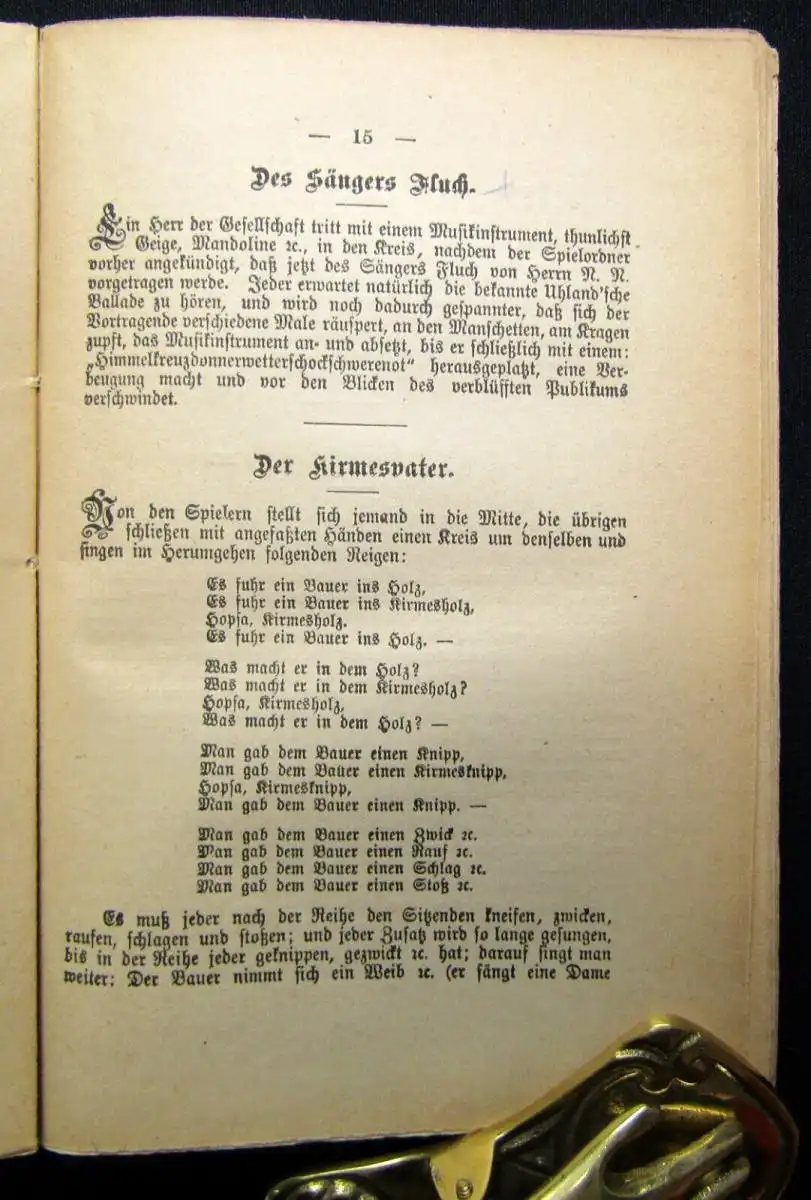 — 15 —
Des Sängers Fluch.
Ein Herr der Gesellschaft tritt mit einem Musikinstrument, thunlichst
Geige, Mandoline ꝛc., in den Kreis, nachdem der Spielordner
vorher angekündigt, daß jetzt des Sängers Fluch von Herrn N. N.
vorgetragen werde. Jeder erwartet natürlich die bekannte Uhland'sche
Ballade zu hören, und wird noch dadurch gespannter, daß sich der
Vortragende verschiedene Male räuspert, an den Manschetten, am Kragen
zupft, das Musikinstrument an- und absetzt, bis er schließlich mit einem:
„Himmelkreuzdonnerwetterschockschwerenot" herausgeplatzt, eine Ver-
beugung macht und vor den Blicken des verblüfften Publikums
verschwindet.
Der Kirmesvater.
Von den Spielern stellt sich jemand in die Mitte, die übrigen
schließen mit angefaßten Händen einen Kreis um denselben und
singen im Herumgehen folgenden Reigen:
Es fuhr ein Bauer ins Holz,
Es fuhr ein Bauer ins Kirmesholz,
Hopsa, Kirmesholz.
Es fuhr ein Bauer ins Holz. —
Was macht er in dem Holz?
Was macht er in dem Kirmesholz?
Hopsa, Kirmesholz,
Was macht er in dem Holz? —
Man gab dem Bauer einen Knipp,
Man gab dem Bauer einen Kirmesknipp,
Hopsa, Kirmesknipp,
Man gab dem Bauer einen Knipp. —
Man gab dem Bauer einen Zwick ꝛc.
Man gab dem Bauer einen Rauf ꝛc.
Man gab dem Bauer einen Schlag ꝛc.
Man gab dem Bauer einen Stoß ꝛc.
Es muß jeder nach der Reihe den Sitzenden kneifen, zwicken,
raufen, schlagen und stoßen; und jeder Zusatz wird so lange gesungen,
bis in der Reihe jeder geknippen, gezwickt ꝛc. hat; darauf singt man
weiter: Der Bauer nimmt sich ein Weib ꝛc. (er fängt eine Dame